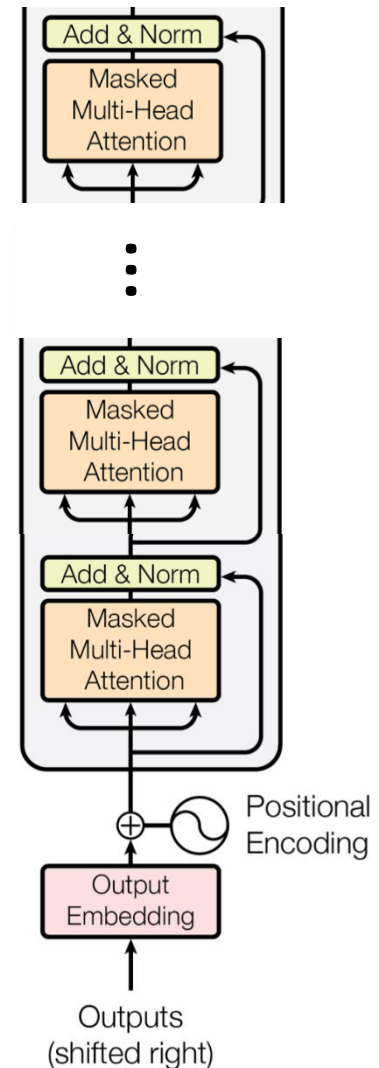 Add & Norm
Masked
Multi-Head
Attention
Add & Norm
Masked
Multi-Head
Attention
Add & Norm
Masked
Multi-Head
Attention
Positional
Encoding
Output
Embedding
Outputs
(shifted right)